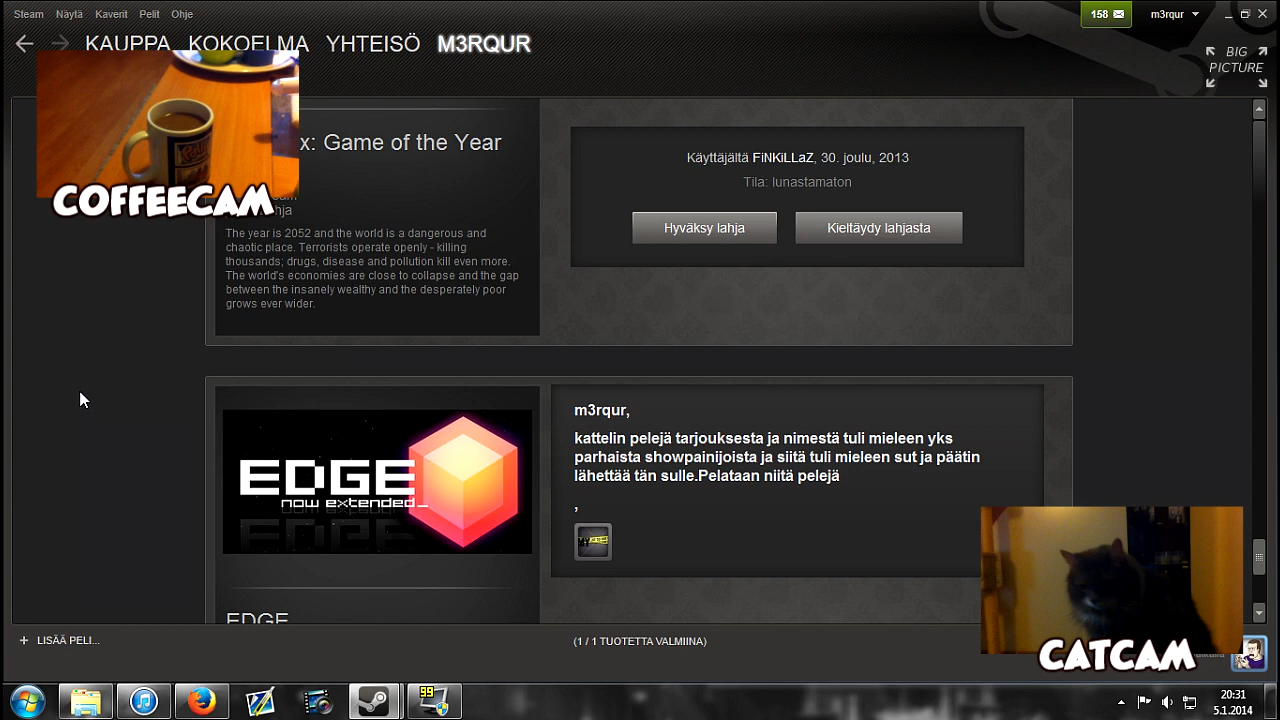 Steam Näytä Kaverit Pelit Ohje
158 m3rqur
KAUPPA KOKOELMA YHTEISÖ M3RQUR
BIG
PICTURE
x: Game of the Year
COFFEECAM
The year is 2052 and the world is a dangerous and
chaotic place. Terrorists operate openly - killing
thousands; drugs, disease and pollution kill even more.
The world's economies are close to collapse and the gap
between the insanely wealthy and the desperately poor
grows ever wider.
Käyttäjältä FiNKiLLaZ, 30. joulu, 2013
Tila: lunastamaton
Hyväksy lahja Kieltäydy lahjasta
EDGE
now extended_
EDGE
m3rqur,
kattelin pelejä tarjouksesta ja nimestä tuli mieleen yks
parhaista showpainijoista ja siitä tuli mieleen sut ja päätin
lähettää tän sulle.Pelataan niitä pelejä
,
CATCAM
+ LISÄÄ PELI...
(1 / 1 TUOTETTA VALMIINA)
99
20:31
5.1.2014